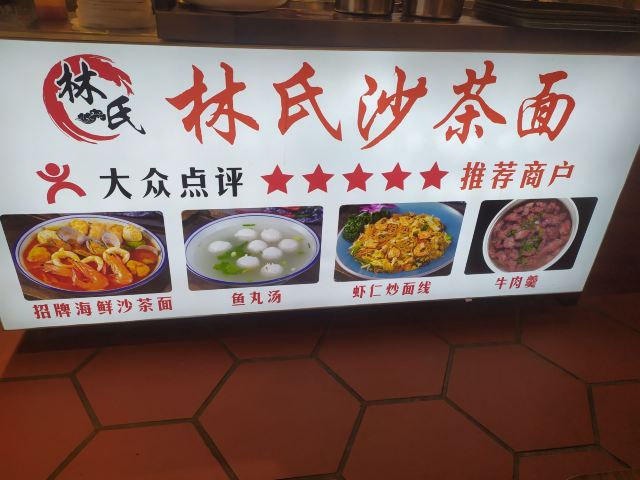 林氏
林氏沙茶面
大众点评 ★★★★★ 推荐商户
招牌海鲜沙茶面
鱼丸汤
虾仁炒面线
牛肉羹